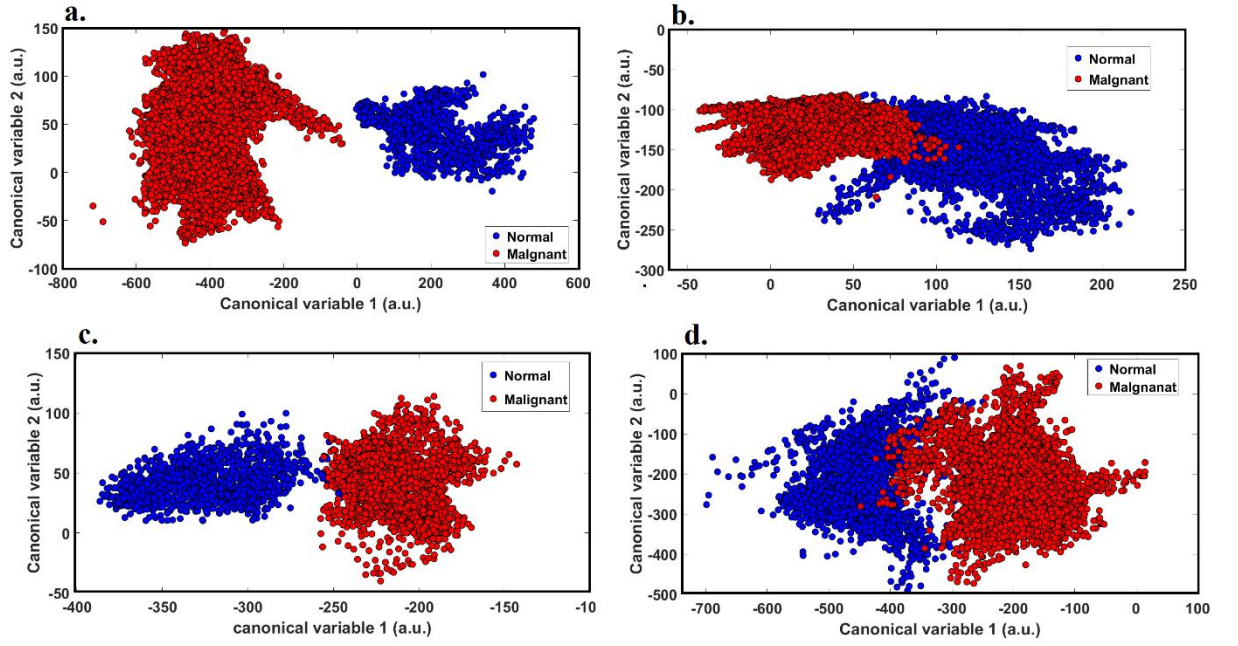 a.
150
100
50
0
-50
-100
Canonical variable 2 (a.u.)
-800 -600 -400 -200 0 200 400 600
Canonical variable 1 (a.u.)
Normal
Malgnant
b.
0
-50
-100
-150
-200
-250
-300
Canonical variable 2 (a.u.)
-50 0 50 100 150 200 250
Canonical variable 1 (a.u.)
Normal
Malgnant
c.
150
100
50
0
-50
Canonical variable 2 (a.u.)
-400 -350 -300 -250 -200 -150 -10
canonical variable 1 (a.u.)
Normal
Malignant
d.
100
0
-100
-200
-300
-400
-500
Canonical variable 2 (a.u.)
-700 -600 -500 -400 -300 -200 -100 0 100
Canonical variable 1 (a.u.)
Normal
Malgnanat